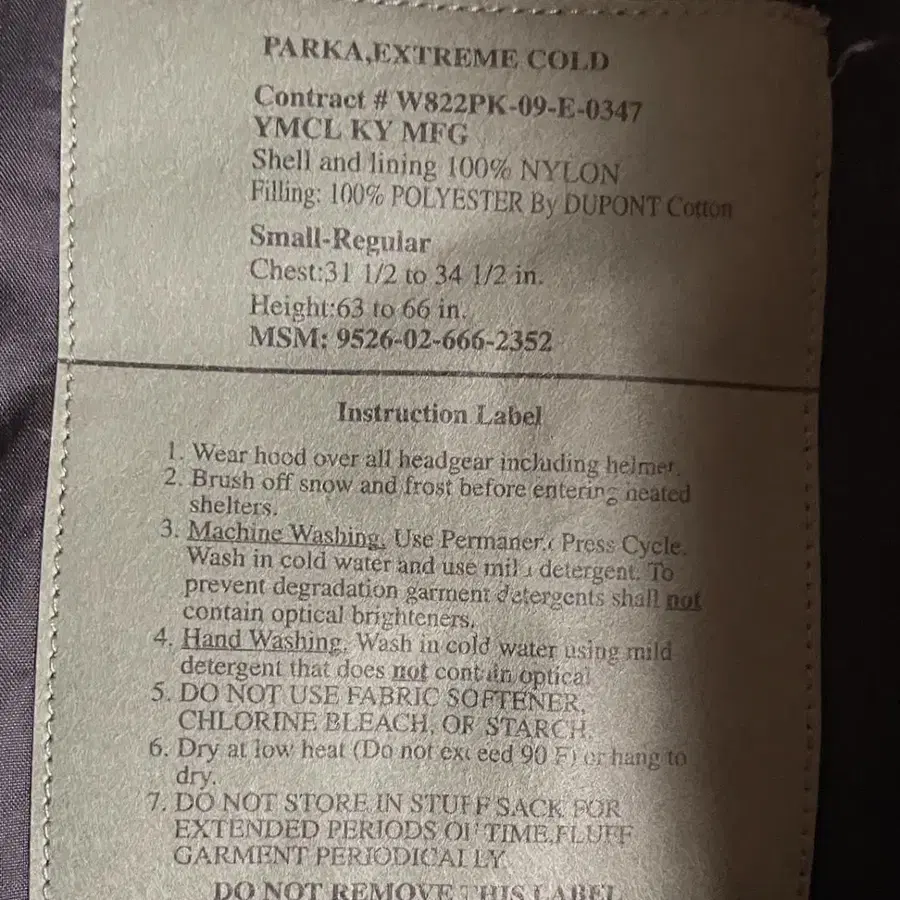 PARKA,EXTREME COLD
Contract # W822PK-09-E-0347
YMCL KY MFG
Shell and lining 100% NYLON
Filling: 100% POLYESTER By DUPONT Cotton
Small-Regular
Chest:31 1/2 to 34 1/2 in.
Height:63 to 66 in.
MSM: 9526-02-666-2352
Instruction Label
1. Wear hood over all headgear including helmet.
2. Brush off snow and frost before entering heated
shelters.
3. Machine Washing. Use Permanent Press Cycle.
Wash in cold water and use mild detergent. To
prevent degradation garment detergents shall not
contain optical brighteners.
4. Hand Washing. Wash in cold water using mild
detergent that does not contain optical
5. DO NOT USE FABRIC SOFTENER,
CHLORINE BLEACH, OR STARCH.
6. Dry at low heat (Do not exceed 90 F) or hang to
dry.
7. DO NOT STORE IN STUFF SACK FOR
EXTENDED PERIODS OF TIME,FLUFF
GARMENT PERIODICALLY
DO NOT REMOVE THIS LABEL